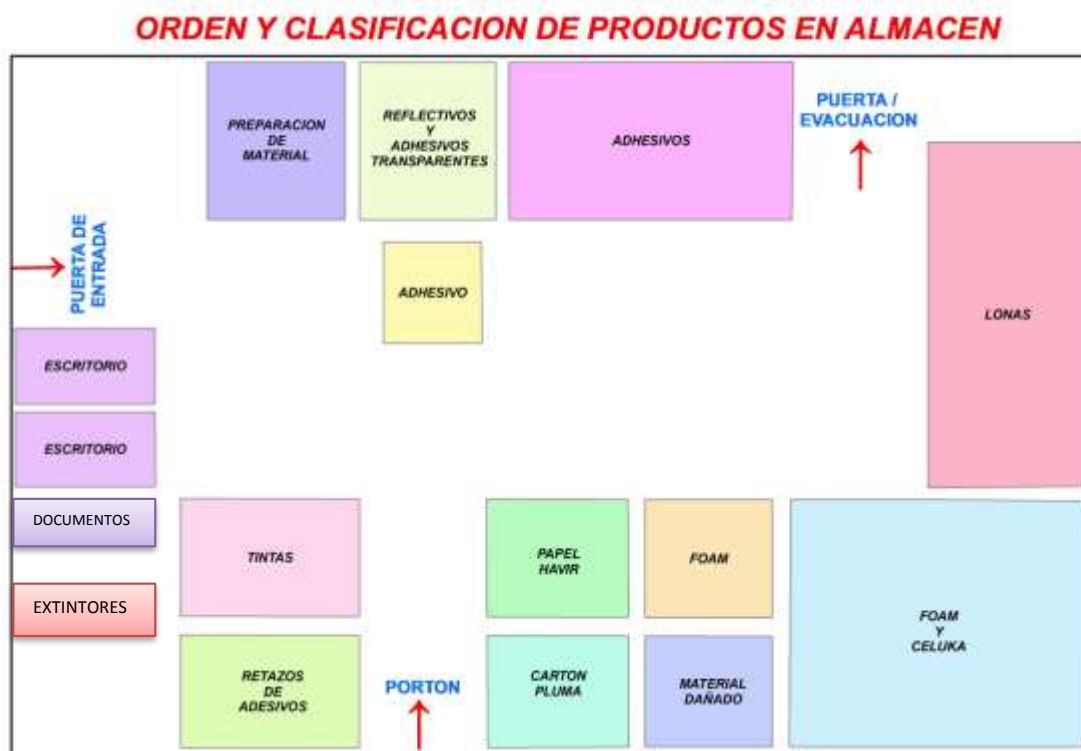 ORDEN Y CLASIFICACION DE PRODUCTOS EN ALMACEN
PREPARACION
DE
MATERIAL
REFLECTIVOS
Y
ADHESIVOS
TRANSPARENTES
ADHESIVOS
PUERTA /
EVACUACION
PUERTA DE
ENTRADA
ADHESIVO
LONAS
ESCRITORIO
ESCRITORIO
DOCUMENTOS
EXTINTORES
TINTAS
PAPEL
HAVIR
FOAM
FOAM
Y
CELUKA
RETAZOS
DE
ADESIVOS
PORTON
CARTON
PLUMA
MATERIAL
DAÑADO